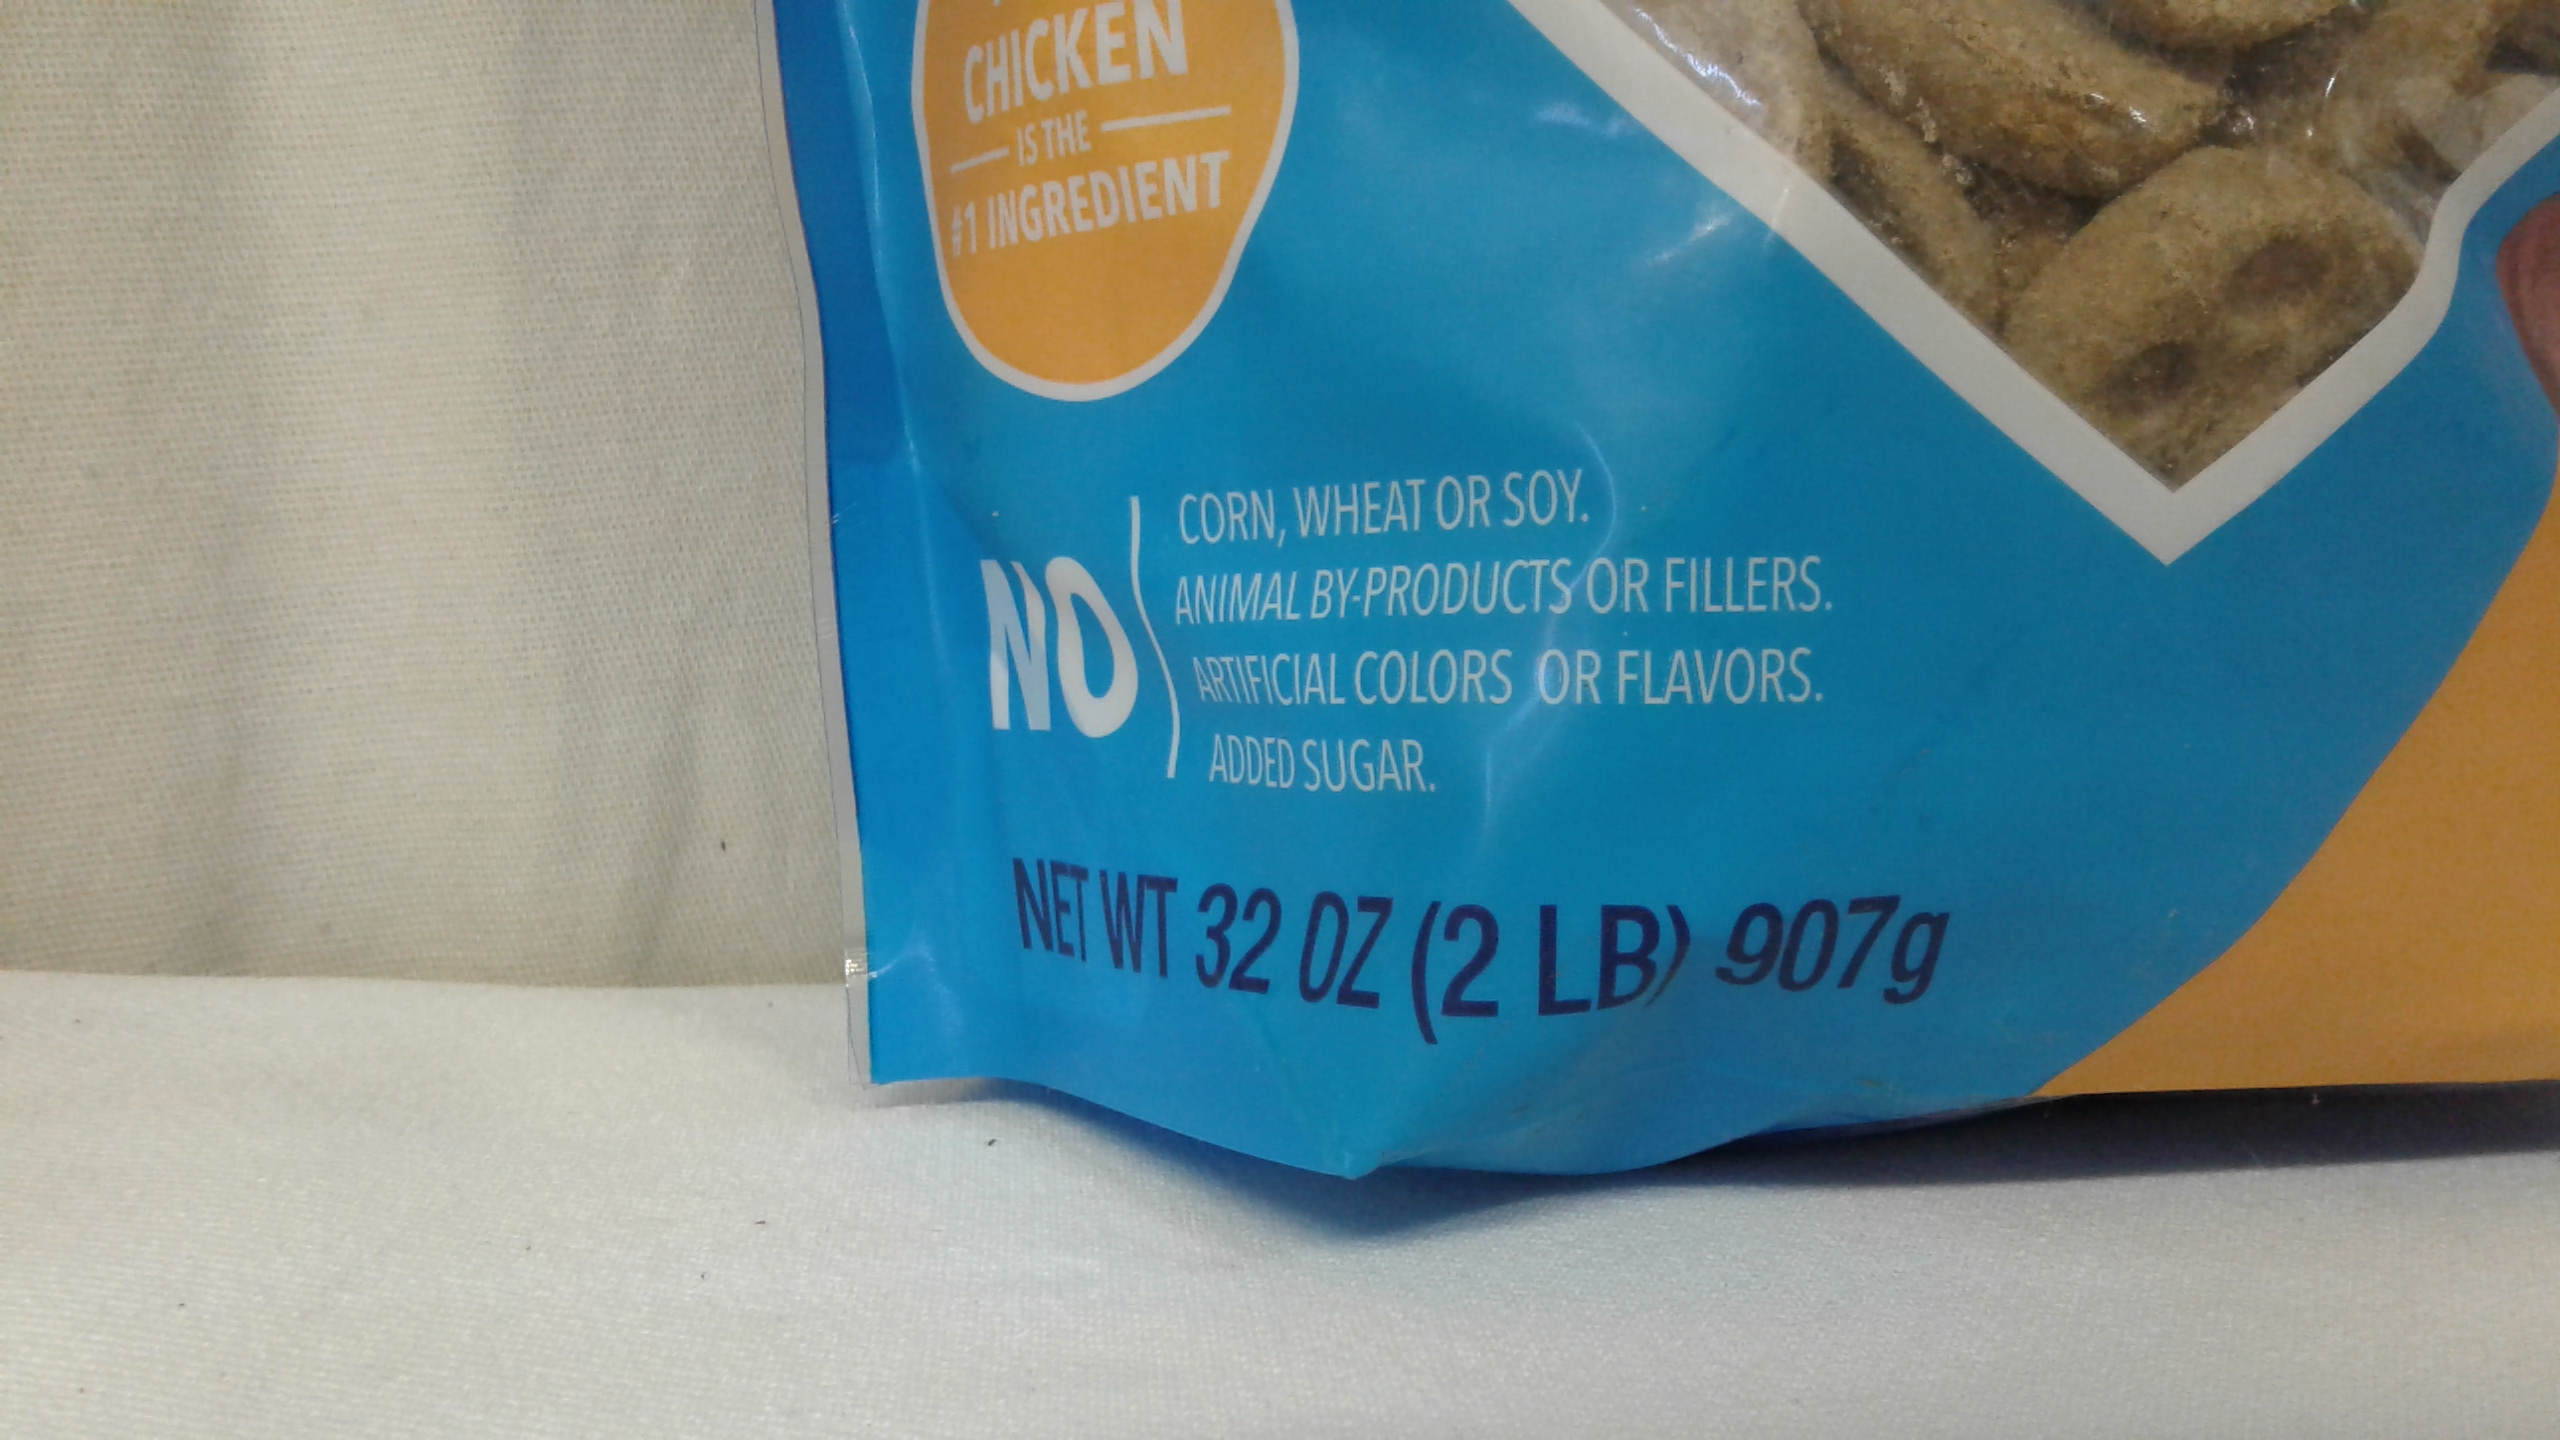 CHICKEN
IS THE
#1 INGREDIENT
NO
CORN, WHEAT OR SOY.
ANIMAL BY-PRODUCTS OR FILLERS.
ARTIFICIAL COLORS OR FLAVORS.
ADDED SUGAR.
NET WT 32 OZ (2 LB) 907g